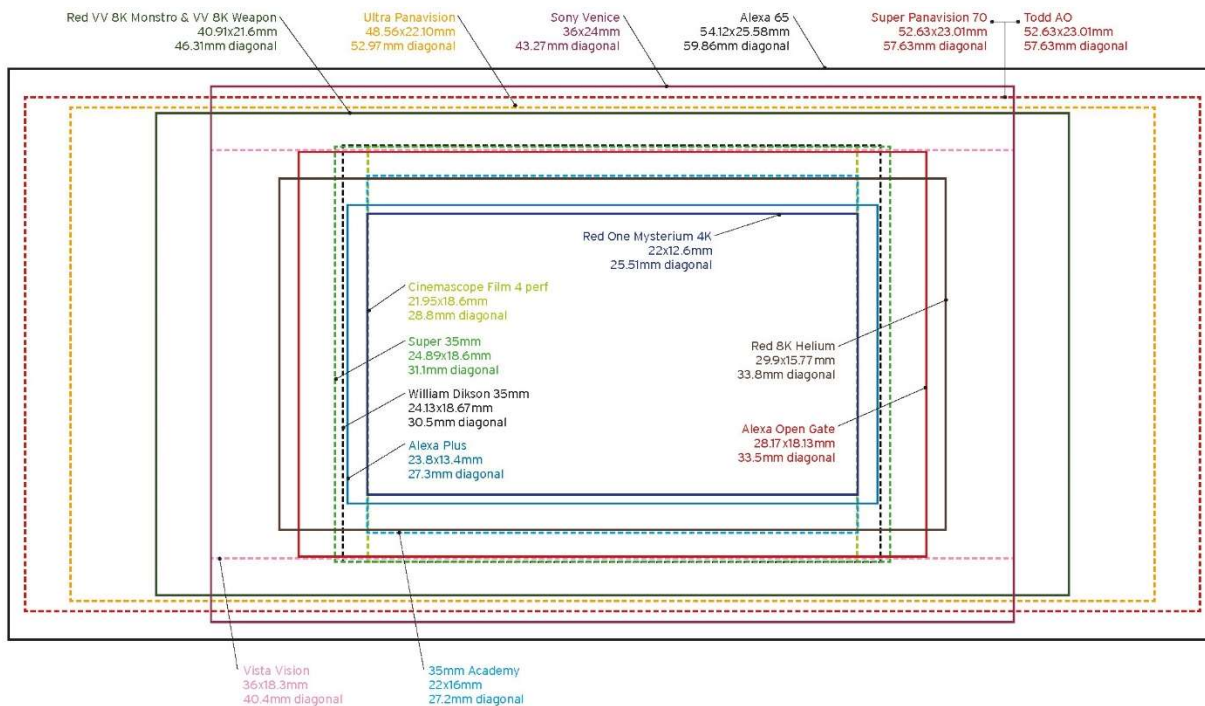 Red VV 8K Monstro & VV 8K Weapon
40.91x21.6mm
46.31mm diagonal
Ultra Panavision
48.56x22.10mm
52.97mm diagonal
Sony Venice
36x24mm
43.27mm diagonal
Alexa 65
54.12x25.58mm
59.86mm diagonal
Super Panavision 70
52.63x23.01mm
57.63mm diagonal
Todd AO
52.63x23.01mm
57.63mm diagonal
Red One Mysterium 4K
22x12.6mm
25.51mm diagonal
Cinemascope Film 4 perf
21.95x18.6mm
28.8mm diagonal
Super 35mm
24.89x18.6mm
31.1mm diagonal
William Dikson 35mm
24.13x18.67mm
30.5mm diagonal
Alexa Plus
23.8x13.4mm
27.3mm diagonal
Red 8K Helium
29.9x15.77mm
33.8mm diagonal
Alexa Open Gate
28.17x18.13mm
33.5mm diagonal
Vista Vision
36x18.3mm
40.4mm diagonal
35mm Academy
22x16mm
27.2mm diagonal